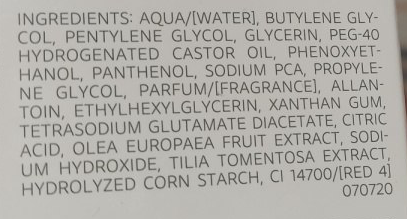 INGREDIENTS: AQUA/[WATER], BUTYLENE GLY-
COL, PENTYLENE GLYCOL, GLYCERIN, PEG-40
HYDROGENATED CASTOR OIL, PHENOXYET-
HANOL, PANTHENOL, SODIUM PCA, PROPYLE-
NE GLYCOL, PARFUM/[FRAGRANCE], ALLAN-
TOIN, ETHYLHEXYLGLYCERIN, XANTHAN GUM,
TETRASODIUM GLUTAMATE DIACETATE, CITRIC
ACID, OLEA EUROPAEA FRUIT EXTRACT, SODI-
UM HYDROXIDE, TILIA TOMENTOSA EXTRACT,
HYDROLYZED CORN STARCH, CI 14700/[RED 4]
070720